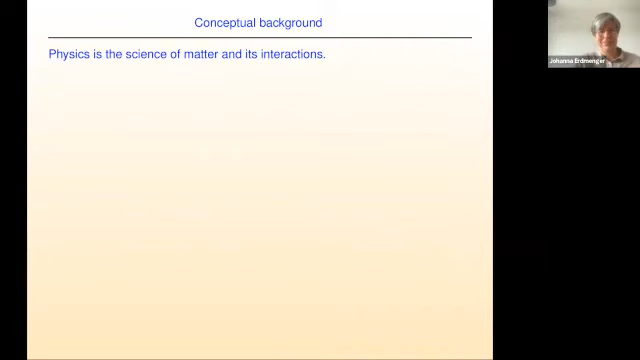 Conceptual background
Physics is the science of matter and its interactions.
Johanna Erdmenger